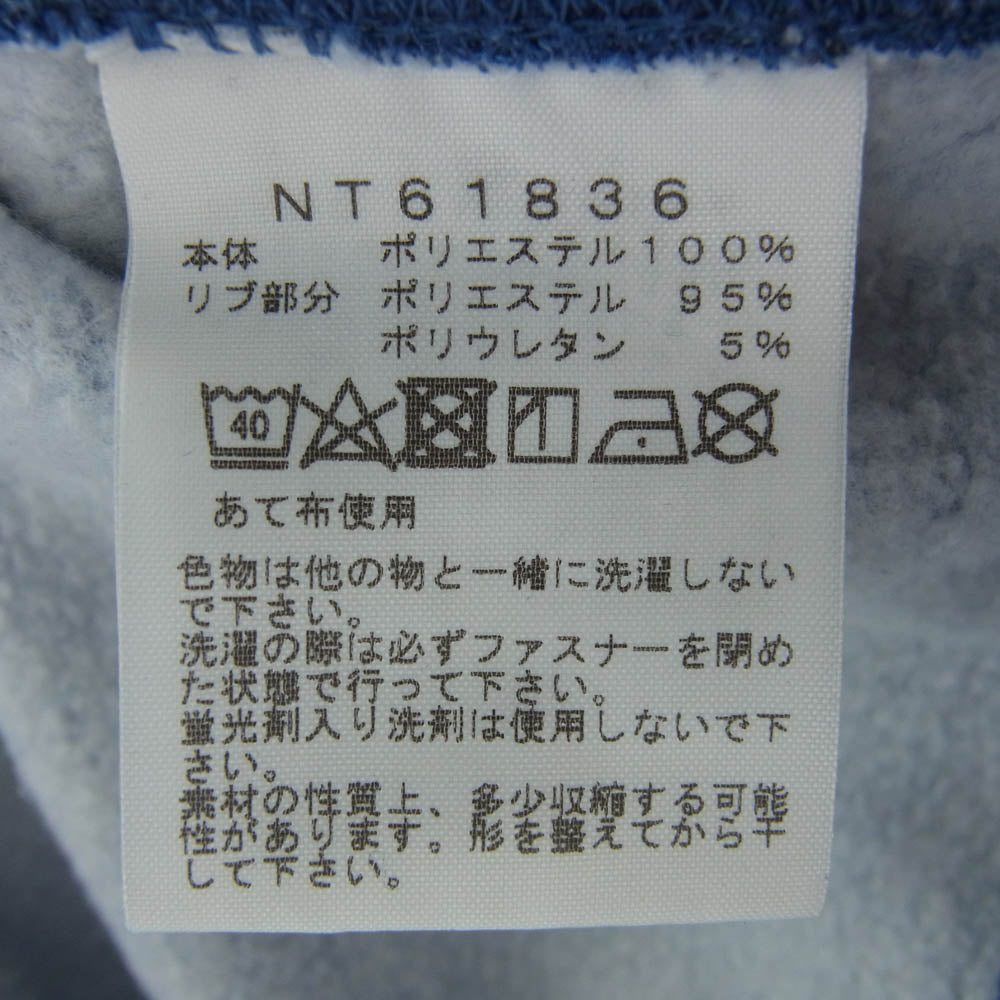 NT61836
本体 ポリエステル100%
リブ部分 ポリエステル 95%
ポリウレタン 5%
40
あて布使用
色物は他の物と一緒に洗濯しない
で下さい。
洗濯の際は必ずファスナーを閉め
た状態で行って下さい。
蛍光剤入り洗剤は使用しないで下
さい。
素材の性質上、多少収縮する可能
性があります。形を整えてから干
して下さい。